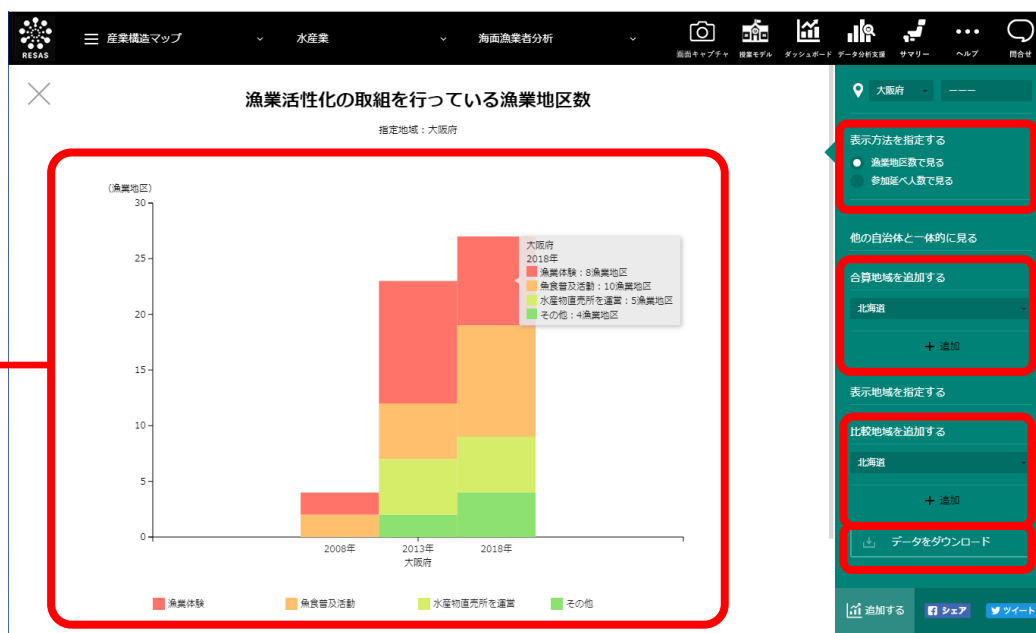 RESAS
産業構造マップ
水産業
海面漁業者分析
画面キャプチャ
授業モデル
ダッシュボード
データ分析支援
サマリー
ヘルプ
問合せ
漁業活性化の取組を行っている漁業地区数
指定地域：大阪府
(漁業地区)
30
25
20
15
10
5
0
大阪府
2018年
漁業体験：8漁業地区
魚食普及活動：10漁業地区
水産物直売所を運営：5漁業地区
その他：4漁業地区
2008年
2013年
2018年
大阪府
漁業体験
魚食普及活動
水産物直売所を運営
その他
大阪府
---
表示方法を指定する
漁業地区数で見る
参加延べ人数で見る
他の自治体と一体的に見る
合算地域を追加する
北海道
+ 追加
表示地域を指定する
比較地域を追加する
北海道
+ 追加
データをダウンロード
追加する
シェア
ツイート